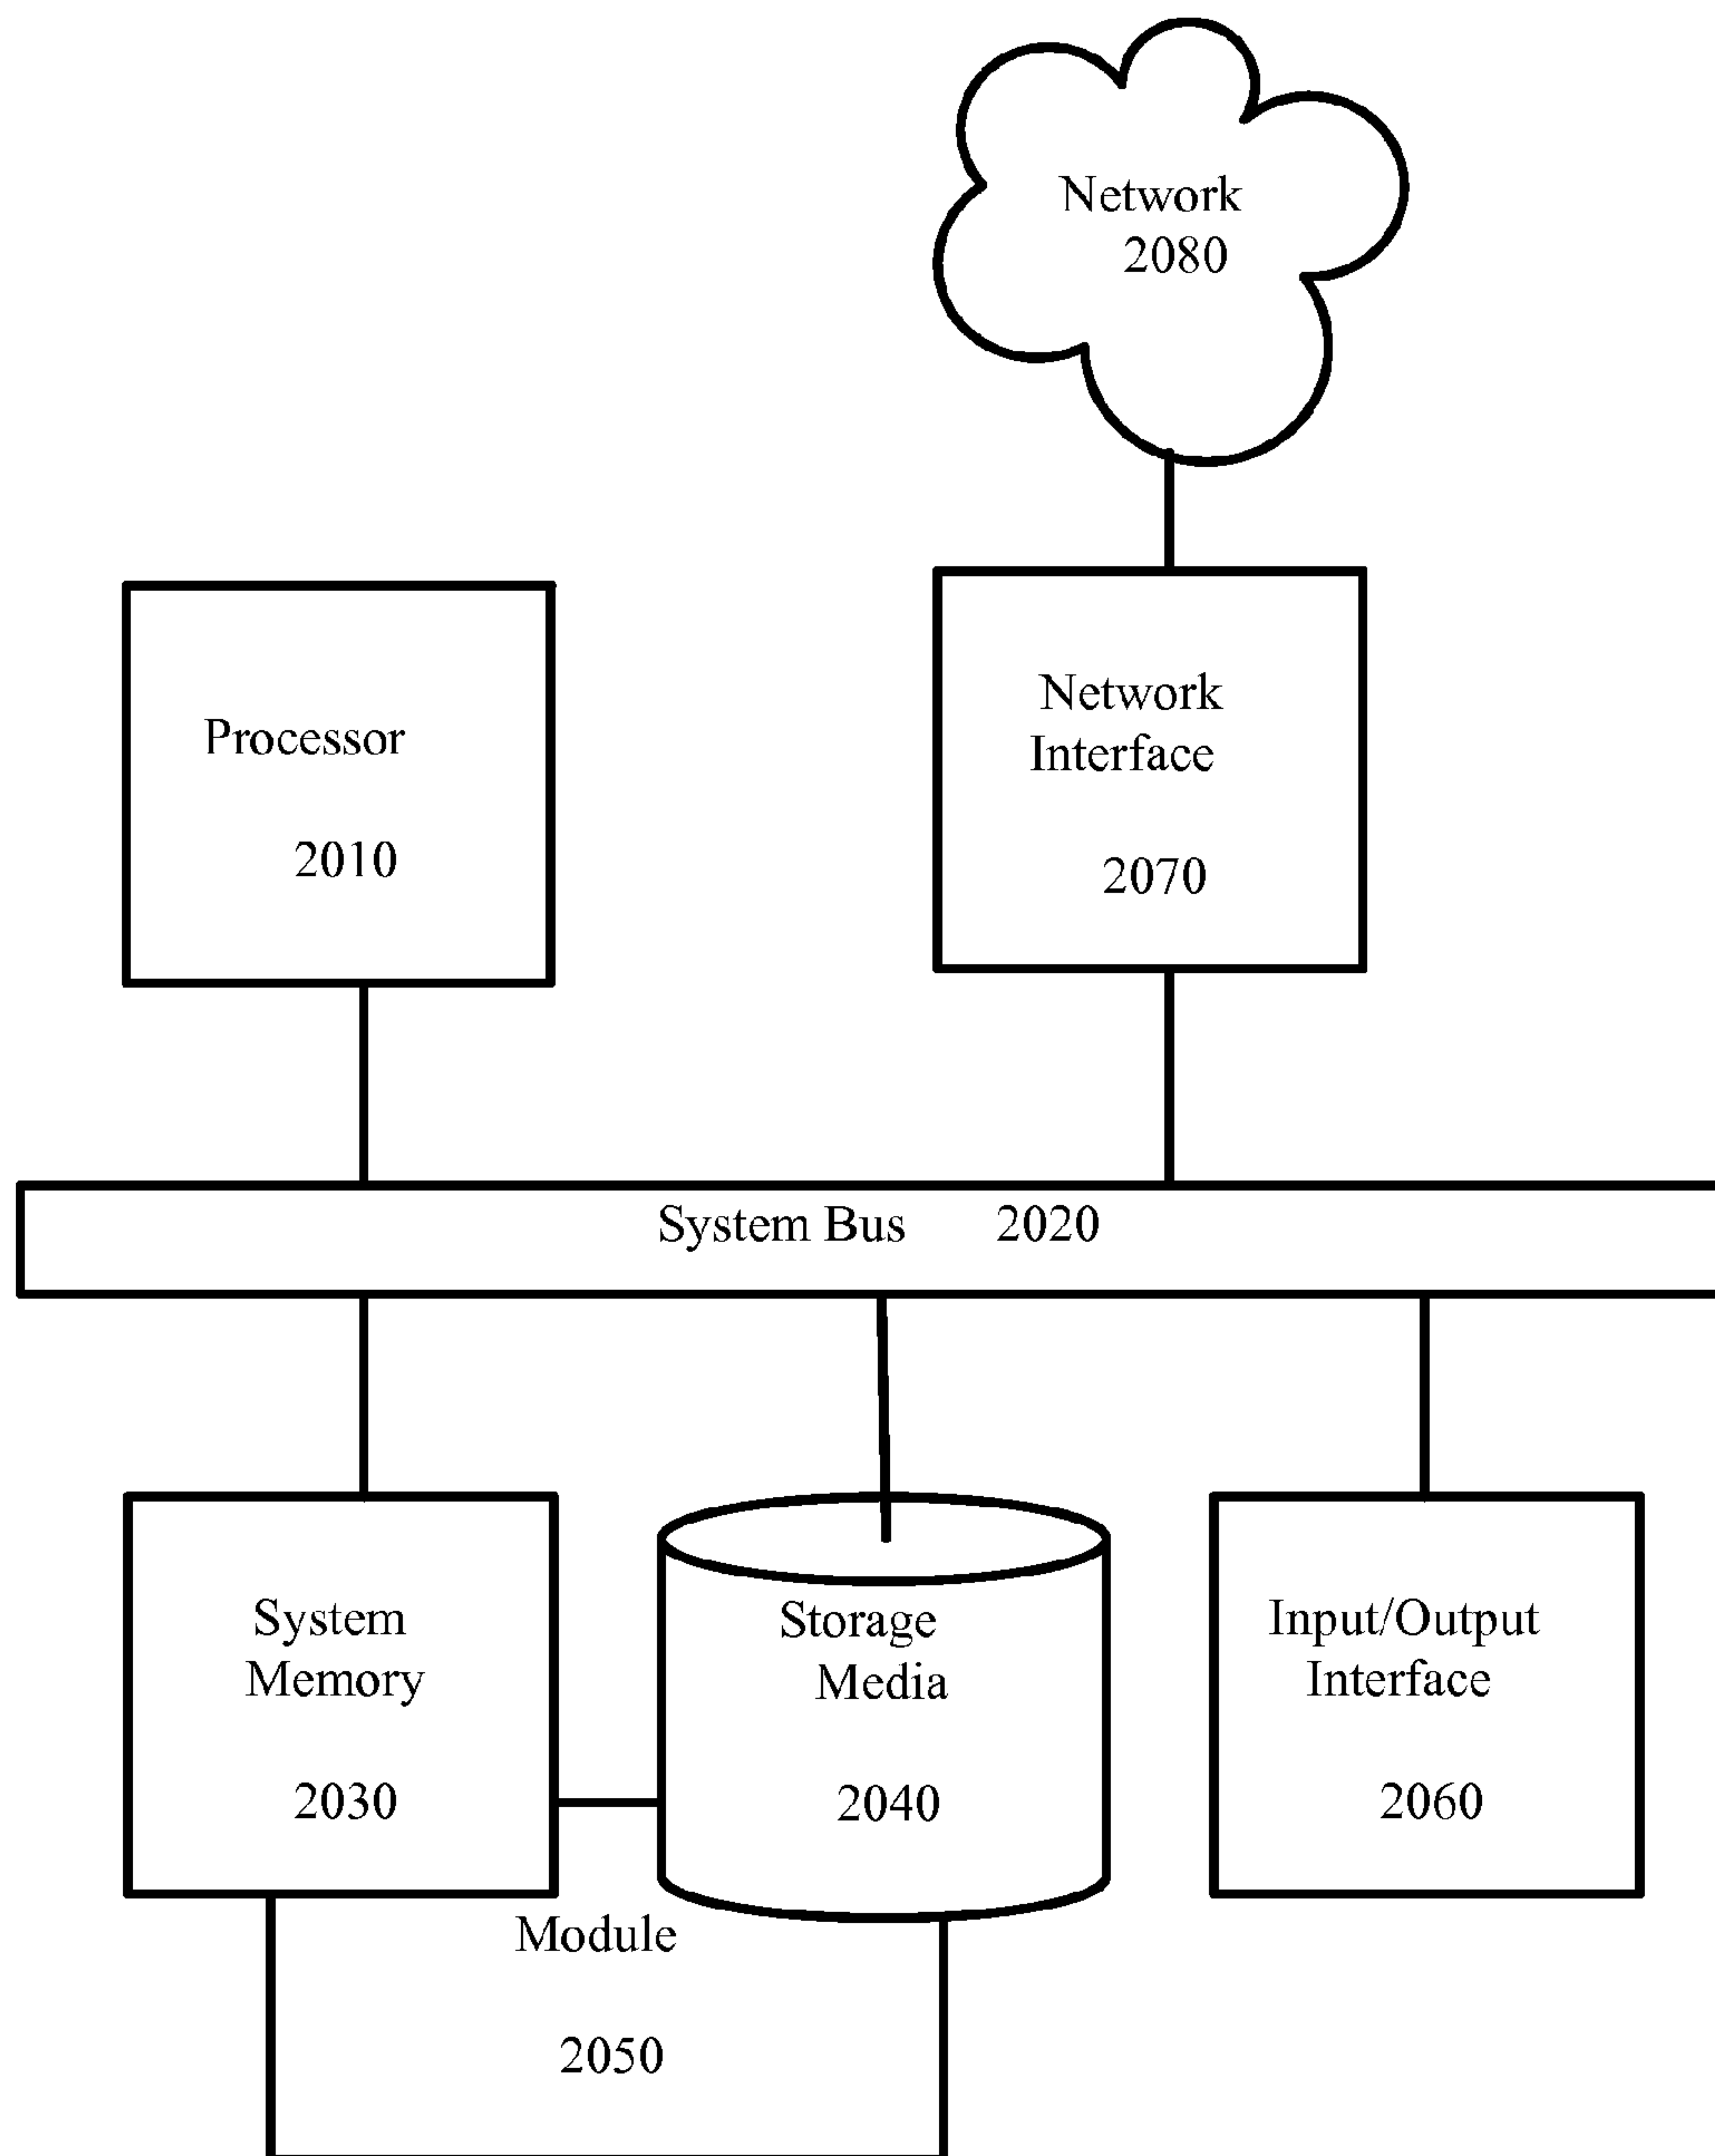 Network
2080
Processor
2010
Network
Interface
2070
System Bus 2020
System
Memory
2030
Storage
Media
2040
Input/Output
Interface
2060
Module
2050